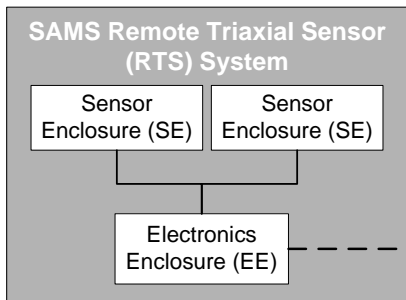 SAMS Remote Triaxial Sensor
(RTS) System
Sensor
Enclosure (SE)
Sensor
Enclosure (SE)
Electronics
Enclosure (EE)